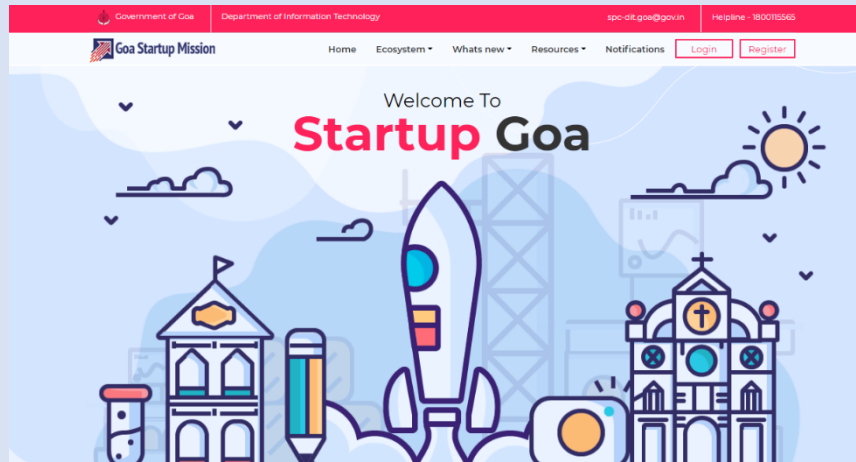 Government of Goa
Department of Information Technology
spc-dit.goa@gov.in
Helpline - 1800115565
Goa Startup Mission
Home
Ecosystem
Whats new
Resources
Notifications
Login
Register
Welcome To
Startup Goa